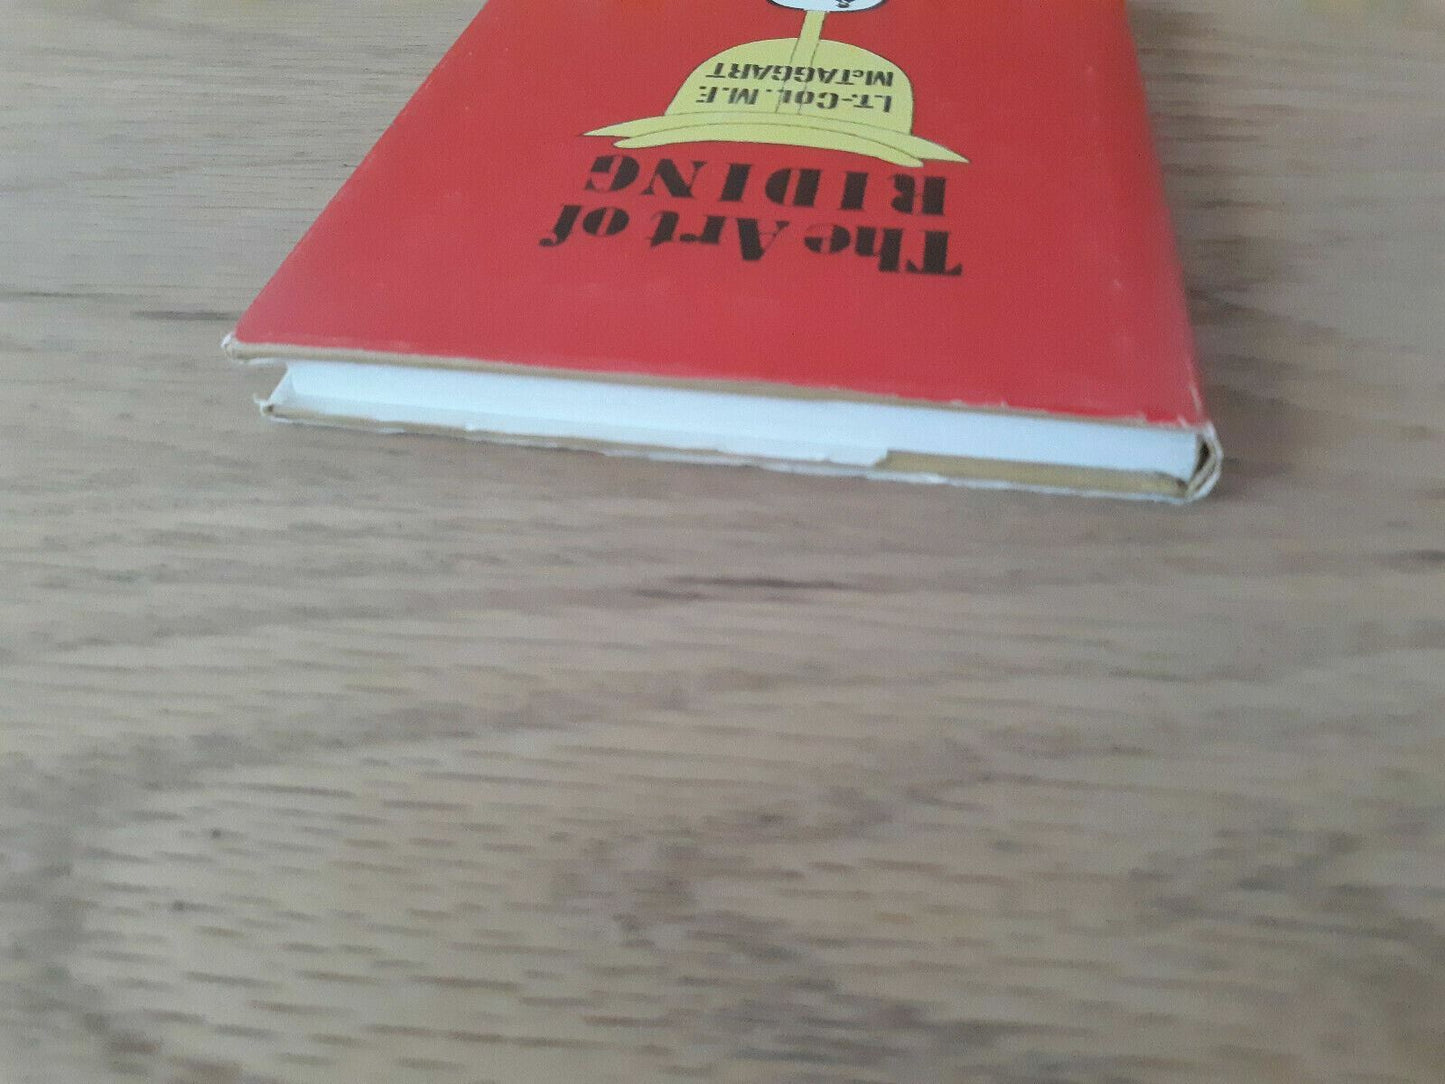 The Art of
RIDING
LT.-COL. M.F.
McTAGGART